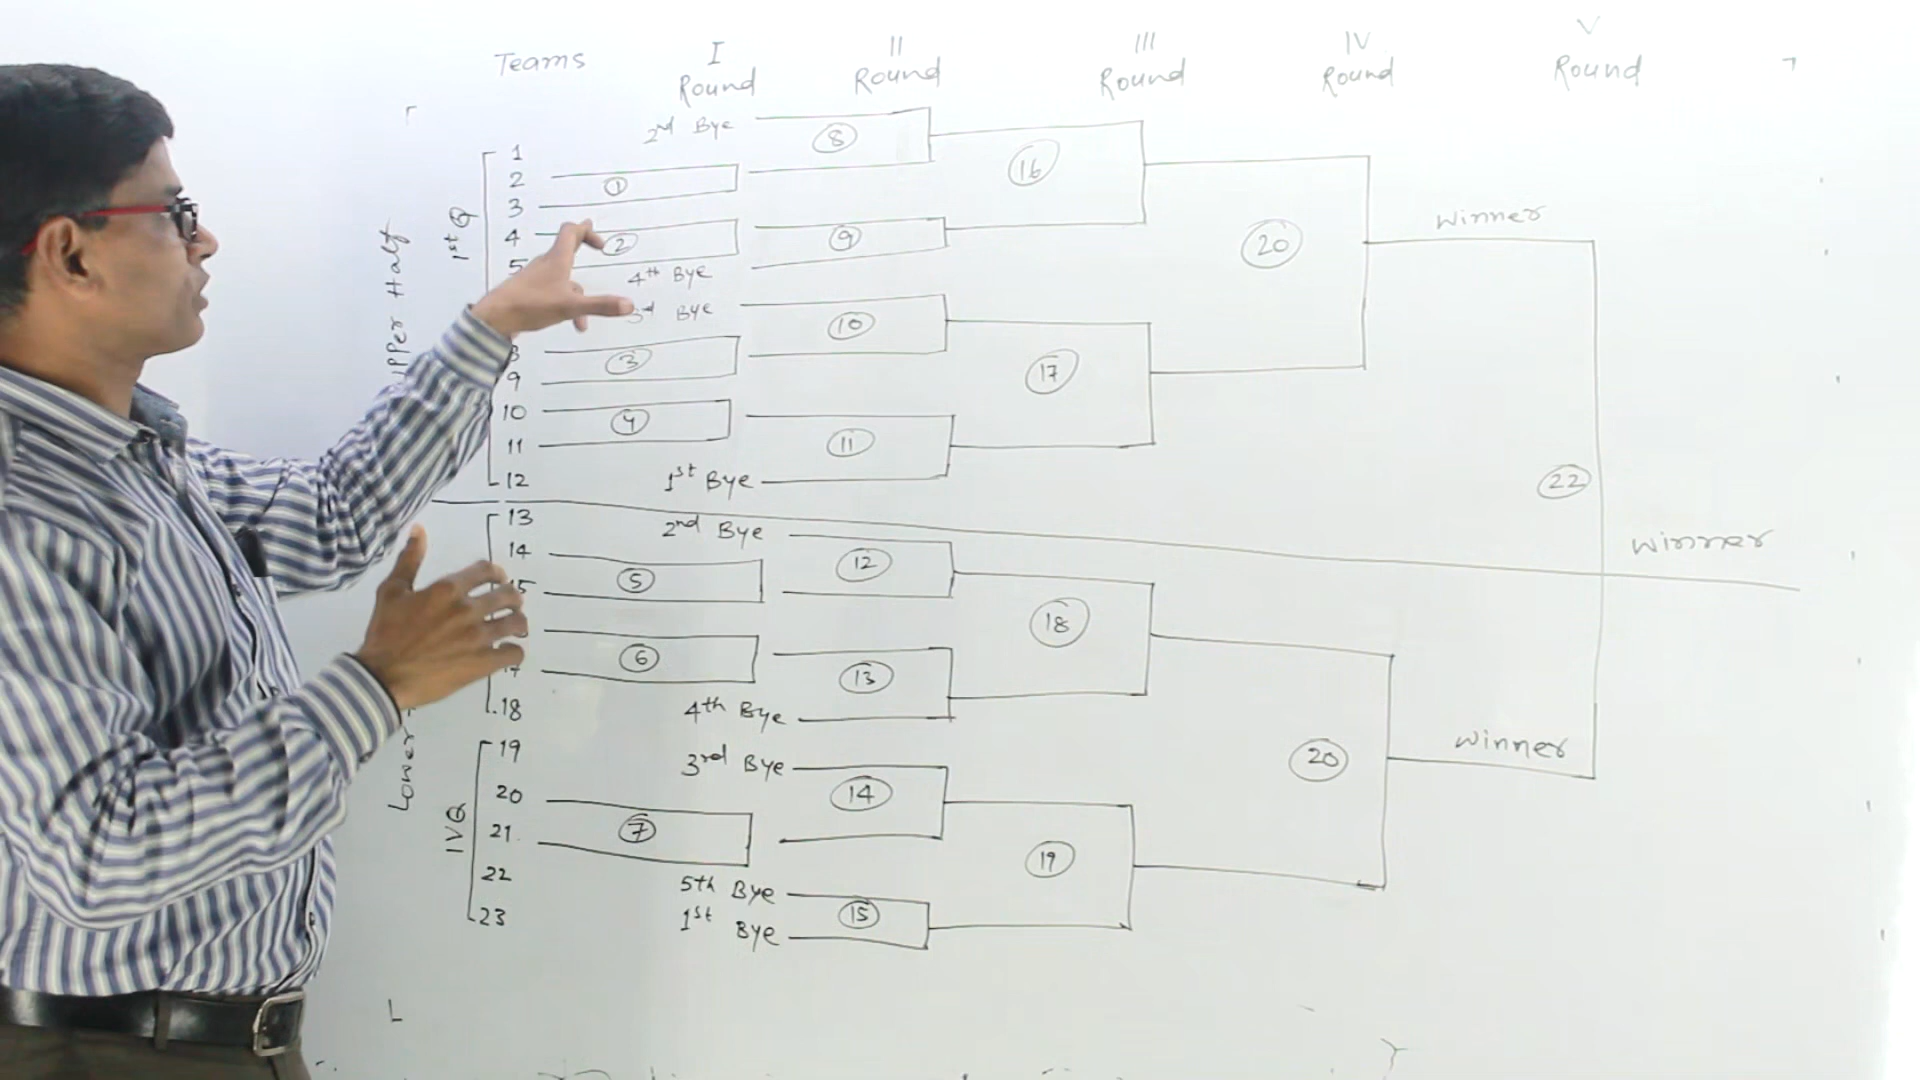 Teams I Round II Round III Round IV Round V Round
2nd Bye 8
1
16
2 1
3
1st Q
Winner
4 2 9 20
5 4th Bye
3rd Bye 10
8 3
17
9
10 4
11 11
12 1st Bye
22
13 2nd Bye
Winner
14 12
5
18
6 13
18 4th Bye
Winner
19 3rd Bye
20
20 14
21 7
IVQ
19
22 5th Bye
15
23 1st Bye
Lower